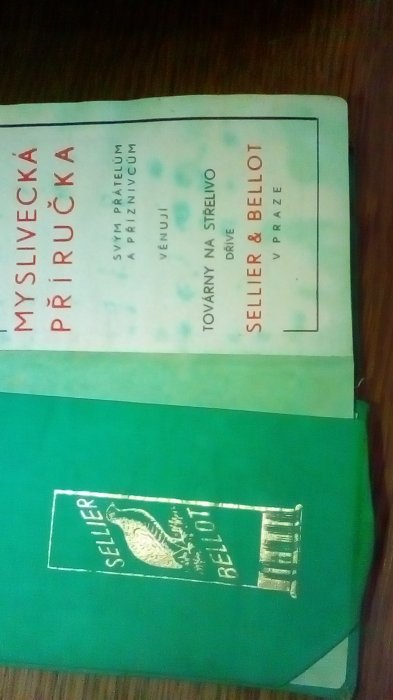 MYSLIVECKÁ
PŘÍRUČKA
SVÝM PŘÁTELŮM
A PŘÍZNIVCŮM
VĚNUJÍ
TOVÁRNY NA STŘELIVO
DŘÍVE
SELLIER & BELLOT
V PRAZE
SELLIER
BELLOT